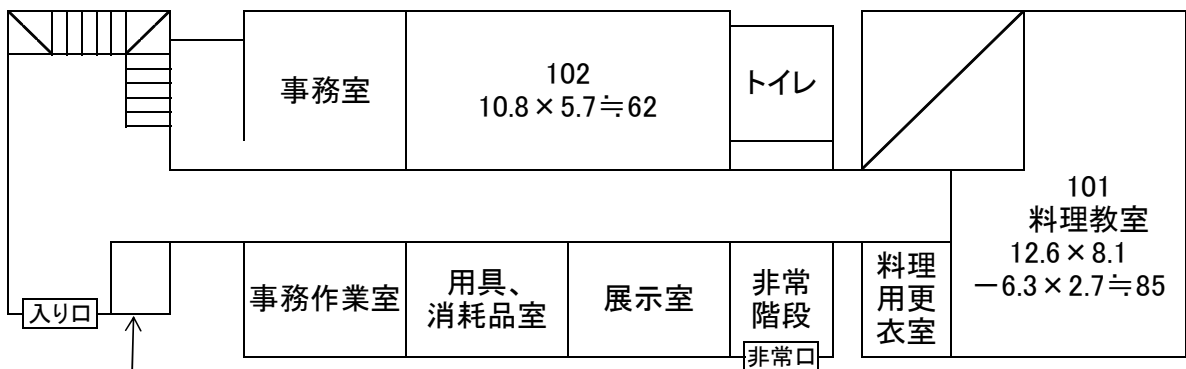 事務室
102
10.8×5.7≒62
トイレ
101
料理教室
12.6×8.1
－6.3×2.7≒85
入り口
事務作業室
用具、
消耗品室
展示室
非常
階段
非常口
料理
用更
衣室